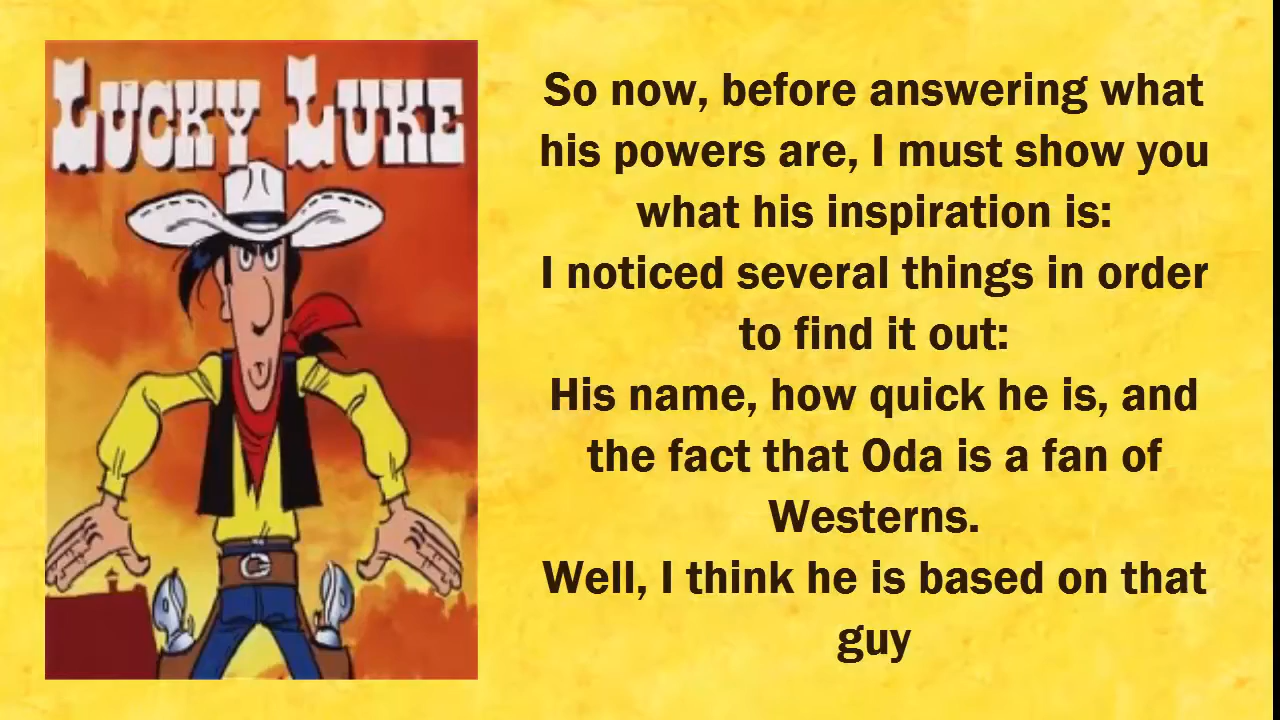 LUCKY LUKE
So now, before answering what
his powers are, I must show you
what his inspiration is:
I noticed several things in order
to find it out:
His name, how quick he is, and
the fact that Oda is a fan of
Westerns.
Well, I think he is based on that
guy